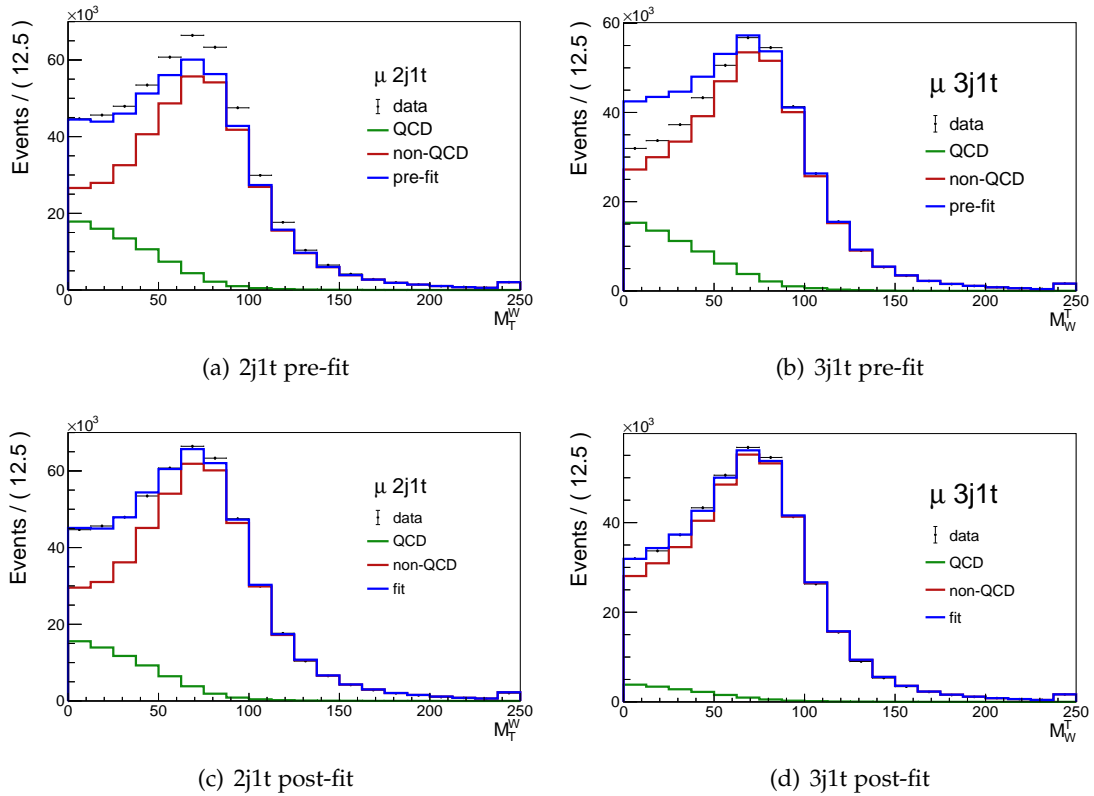 ×10³
Events / ( 12.5 )
60
40
20
0
μ 2j1t
data
QCD
non-QCD
pre-fit
0 50 100 150 200 250
M_T^W
(a) 2j1t pre-fit
×10³
Events / ( 12.5 )
60
40
20
0
μ 3j1t
data
QCD
non-QCD
pre-fit
0 50 100 150 200 250
M_W^T
(b) 3j1t pre-fit
×10³
Events / ( 12.5 )
60
40
20
0
μ 2j1t
data
QCD
non-QCD
fit
0 50 100 150 200 250
M_T^W
(c) 2j1t post-fit
×10³
Events / ( 12.5 )
40
20
0
μ 3j1t
data
QCD
non-QCD
fit
0 50 100 150 200 250
M_W^T
(d) 3j1t post-fit